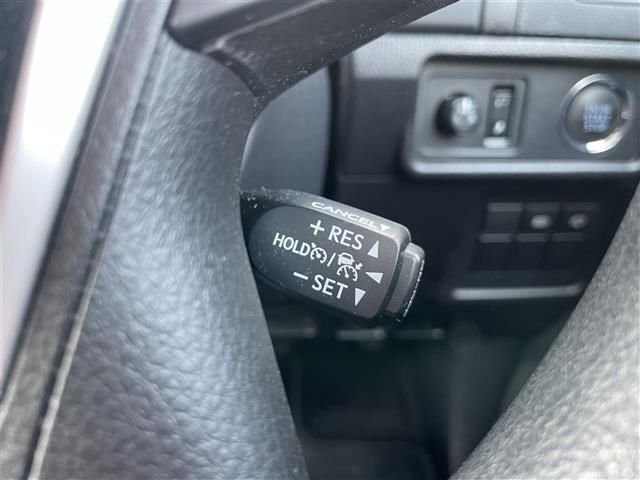 CANCEL
+ RES
HOLD /
− SET